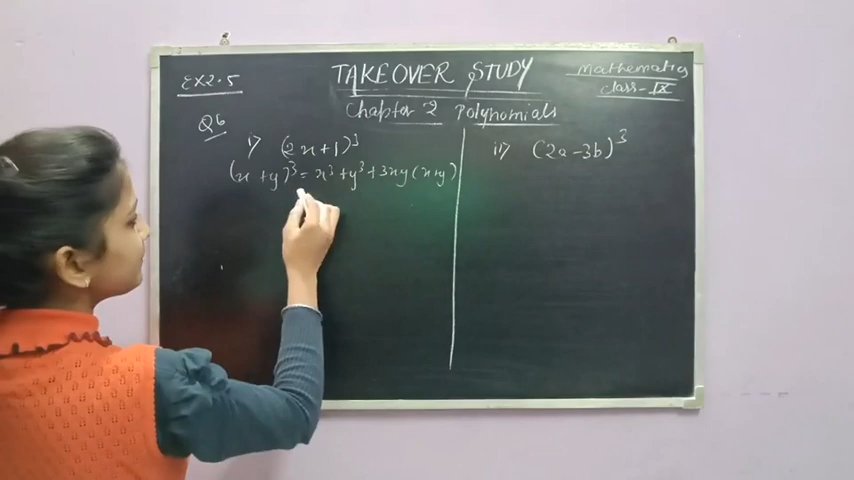 EX2.5
TAKEOVER STUDY
Mathematics
Class-IX
Chapter 2 Polynomials
Q6
i) (2x+1)³
(x+y)³=x³+y³+3xy(x+y)
ii) (2a-3b)³